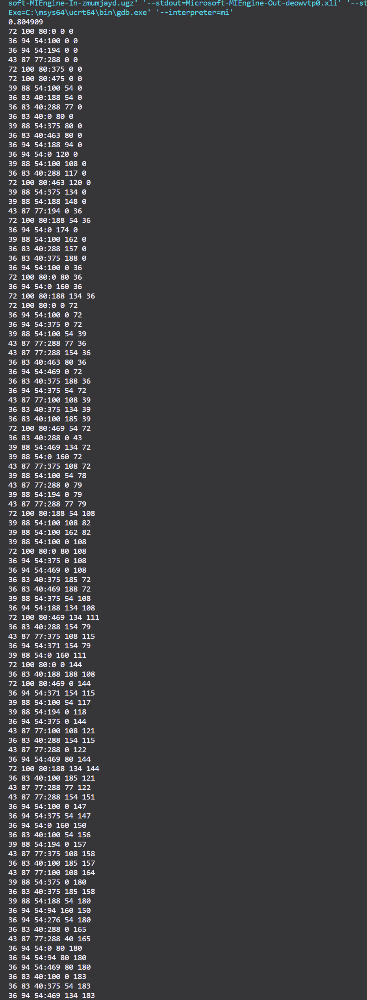 soft-MIEngine-In-zmumjayd.ugz' '--stdout=Microsoft-MIEngine-Out-deowvtp0.xli' '--st
Exe=C:\msys64\ucrt64\bin\gdb.exe' '--interpreter=mi'
0.804909
72 100 80:0 0 0
36 94 54:100 0 0
36 94 54:194 0 0
43 87 77:288 0 0
72 100 80:375 0 0
72 100 80:475 0 0
39 88 54:100 54 0
36 83 40:188 54 0
36 83 40:288 77 0
36 83 40:0 80 0
39 88 54:375 80 0
36 83 40:463 80 0
36 94 54:188 94 0
36 94 54:0 120 0
39 88 54:100 108 0
36 83 40:288 117 0
72 100 80:463 120 0
39 88 54:375 134 0
39 88 54:188 148 0
43 87 77:194 0 36
72 100 80:188 54 36
36 94 54:0 174 0
39 88 54:100 162 0
36 83 40:288 157 0
36 83 40:375 188 0
36 94 54:100 0 36
72 100 80:0 80 36
36 94 54:0 160 36
72 100 80:188 134 36
72 100 80:0 0 72
36 94 54:100 0 72
36 94 54:375 0 72
39 88 54:100 54 39
43 87 77:288 77 36
43 87 77:288 154 36
36 83 40:463 80 36
36 94 54:469 0 72
36 83 40:375 188 36
36 94 54:375 54 72
43 87 77:100 108 39
36 83 40:375 134 39
36 83 40:100 185 39
72 100 80:469 54 72
36 83 40:288 0 43
39 88 54:469 134 72
39 88 54:0 160 72
43 87 77:375 108 72
39 88 54:100 54 78
43 87 77:288 0 79
39 88 54:194 0 79
43 87 77:288 77 79
72 100 80:188 54 108
39 88 54:100 108 82
39 88 54:100 162 82
39 88 54:100 0 108
72 100 80:0 80 108
36 94 54:375 0 108
36 94 54:469 0 108
36 83 40:375 185 72
36 83 40:469 188 72
39 88 54:375 54 108
36 94 54:188 134 108
72 100 80:469 134 111
36 83 40:288 154 79
43 87 77:375 108 115
36 94 54:371 154 79
39 88 54:0 160 111
72 100 80:0 0 144
36 83 40:188 188 108
72 100 80:469 0 144
36 94 54:371 154 115
39 88 54:100 54 117
39 88 54:194 0 118
36 94 54:375 0 144
43 87 77:100 108 121
36 83 40:288 154 115
43 87 77:288 0 122
36 94 54:469 80 144
72 100 80:188 134 144
36 83 40:100 185 121
43 87 77:288 77 122
43 87 77:288 154 151
36 94 54:100 0 147
36 94 54:375 54 147
36 94 54:0 160 150
36 83 40:100 54 156
39 88 54:194 0 157
43 87 77:375 108 158
36 83 40:100 185 157
43 87 77:100 108 164
39 88 54:375 0 180
36 83 40:375 185 158
39 88 54:188 54 180
36 94 54:94 160 150
36 94 54:276 54 180
36 83 40:288 0 165
43 87 77:288 40 165
36 94 54:0 80 180
36 94 54:94 80 180
36 94 54:469 80 180
36 83 40:100 0 183
36 83 40:375 54 183
36 94 54:469 134 183